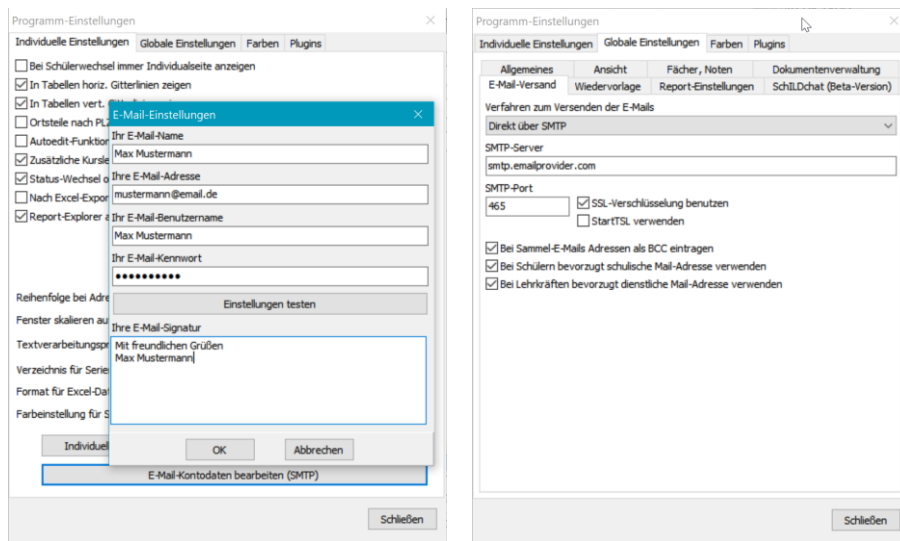 Programm-Einstellungen
Individuelle Einstellungen Globale Einstellungen Farben Plugins
Bei Schülerwechsel immer Individualseite anzeigen
In Tabellen horiz. Gitterlinien zeigen
In Tabellen vert.
Ortsteile nach PLZ
Autoedit-Funktion
Zusätzliche Kursle
Status-Wechsel o
Nach Excel-Expor
Report-Explorer a
Reihenfolge bei Adre
Fenster skalieren au
Textverarbeitungspr
Verzeichnis für Serie
Format für Excel-Dat
Farbeinstellung für S
Individuel
E-Mail-Kontodaten bearbeiten (SMTP)
Schließen
E-Mail-Einstellungen
Ihr E-Mail-Name
Max Mustermann
Ihre E-Mail-Adresse
mustermann@email.de
Ihr E-Mail-Benutzername
Max Mustermann
Ihr E-Mail-Kennwort
●●●●●●●●●●
Einstellungen testen
Ihre E-Mail-Signatur
Mit freundlichen Grüßen
Max Mustermann
OK Abbrechen
Programm-Einstellungen
Individuelle Einstellungen Globale Einstellungen Farben Plugins
Allgemeines Ansicht Fächer, Noten Dokumentenverwaltung
E-Mail-Versand Wiedervorlage Report-Einstellungen SchILDchat (Beta-Version)
Verfahren zum Versenden der E-Mails
Direkt über SMTP
SMTP-Server
smtp.emailprovider.com
SMTP-Port
465 SSL-Verschlüsselung benutzen
StartTSL verwenden
Bei Sammel-E-Mails Adressen als BCC eintragen
Bei Schülern bevorzugt schulische Mail-Adresse verwenden
Bei Lehrkräften bevorzugt dienstliche Mail-Adresse verwenden
Schließen